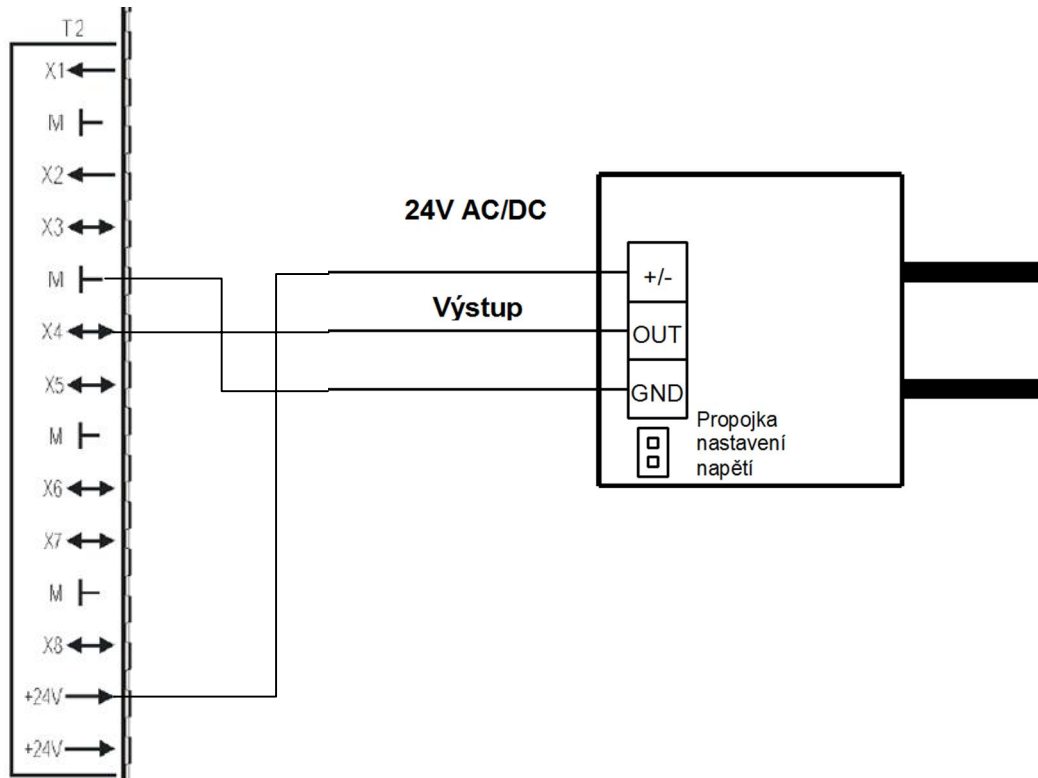 T2
X1
M
X2
X3
M
X4
X5
M
X6
X7
M
X8
+24V
+24V
24V AC/DC
Výstup
+/-
OUT
GND
Propojka
nastavení
napětí